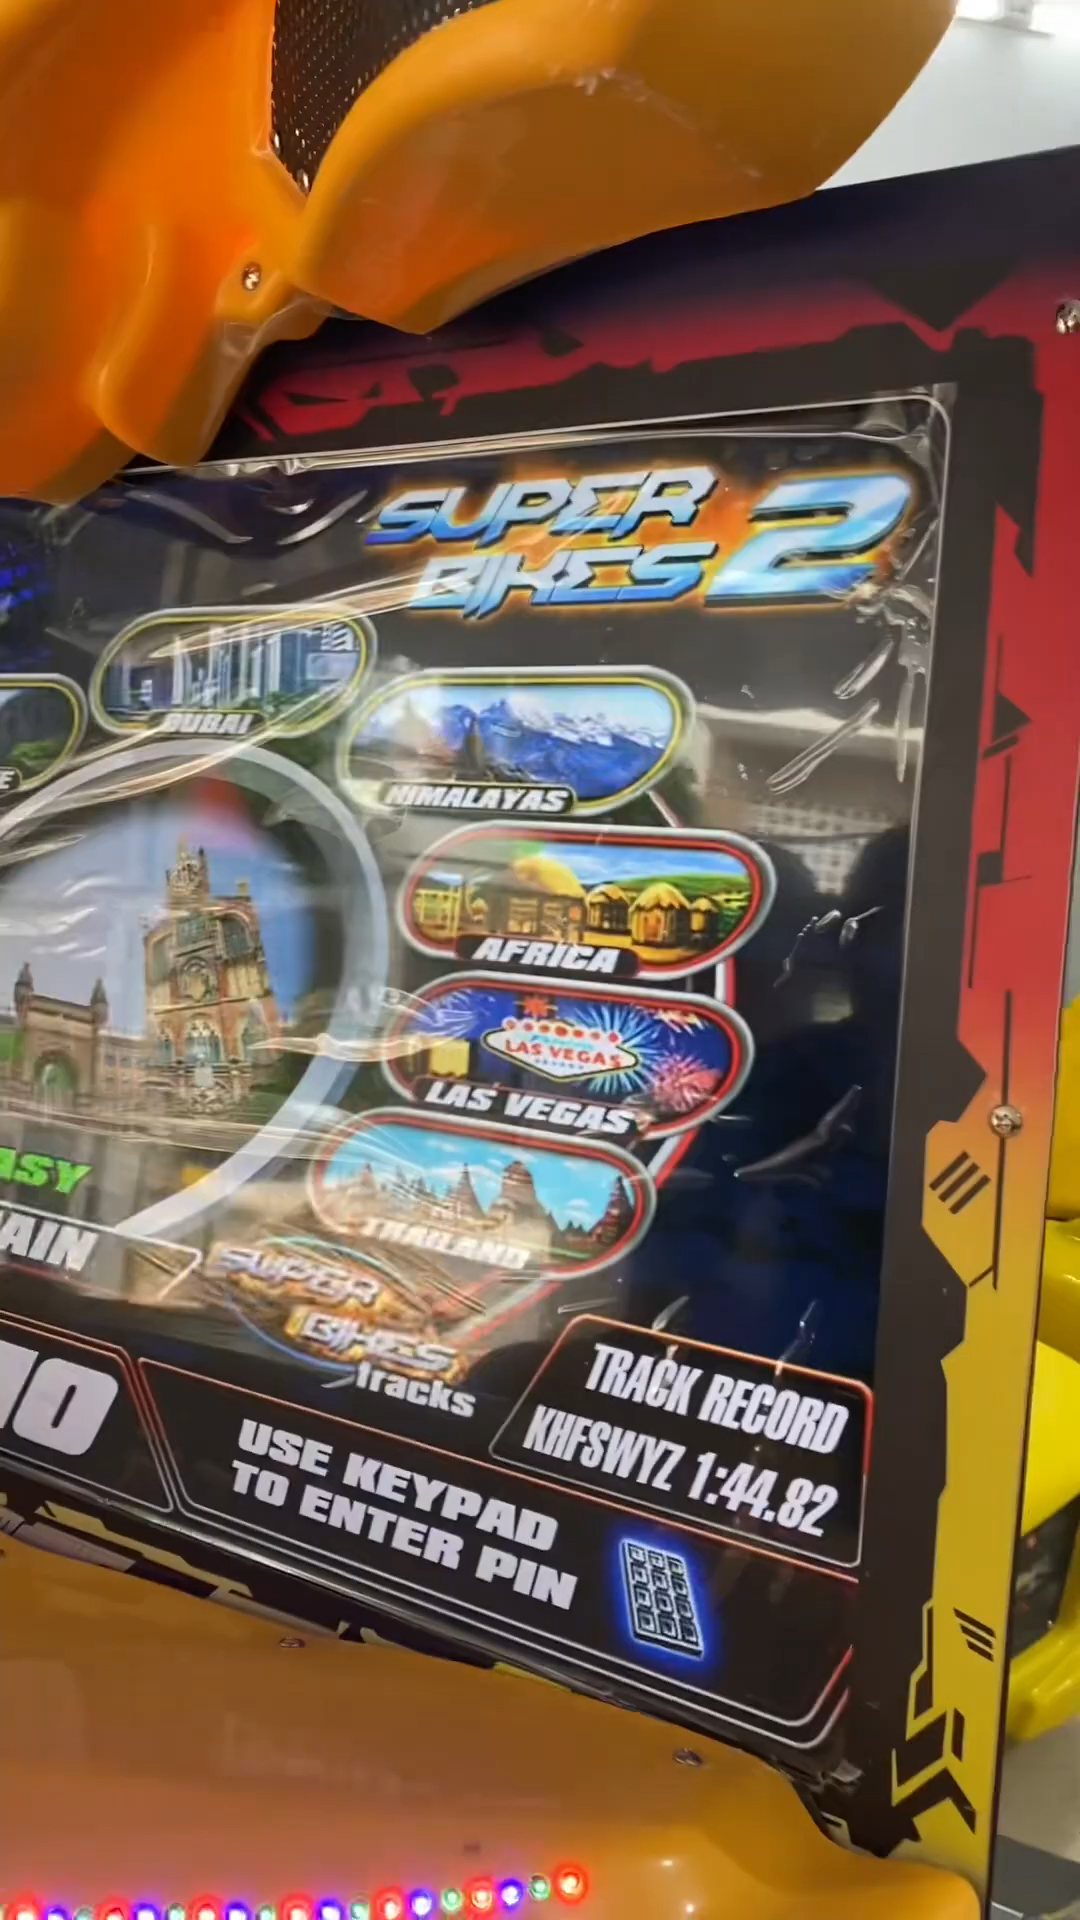 SUPER
BIKES 2
DUBAI
HIMALAYAS
AFRICA
LAS VEGAS
LAS VEGAS
THAILAND
SUPER
BIKES
tracks
TRACK RECORD
KHFSWYZ 1:44.82
USE KEYPAD
TO ENTER PIN